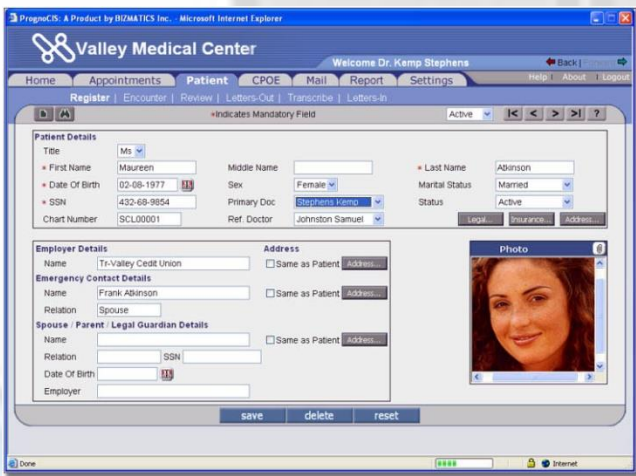 PrognoCIS: A Product by BIZMATICS Inc. - Microsoft Internet Explorer
Valley Medical Center
Welcome Dr. Kemp Stephens
Back | Forward
Home Appointments Patient CPOE Mail Report Settings Help | About | Logout
Register | Encounter | Review | Letters-Out | Transcribe | Letters-In
*Indicates Mandatory Field Active |< < > >| ?
Patient Details
Title Ms
* First Name Maureen Middle Name * Last Name Atkinson
* Date Of Birth 02-08-1977 Sex Female Marital Status Married
* SSN 432-68-9854 Primary Doc Stephens Kemp Status Active
Chart Number SCL00001 Ref. Doctor Johnston Samuel Legal... Insurance... Address...
Employer Details Address Photo
Name Tr-Valley Cedit Union Same as Patient Address...
Emergency Contact Details
Name Frank Atkinson Same as Patient Address...
Relation Spouse
Spouse / Parent / Legal Guardian Details
Name Same as Patient Address...
Relation SSN
Date Of Birth
Employer
save delete reset
Done Internet